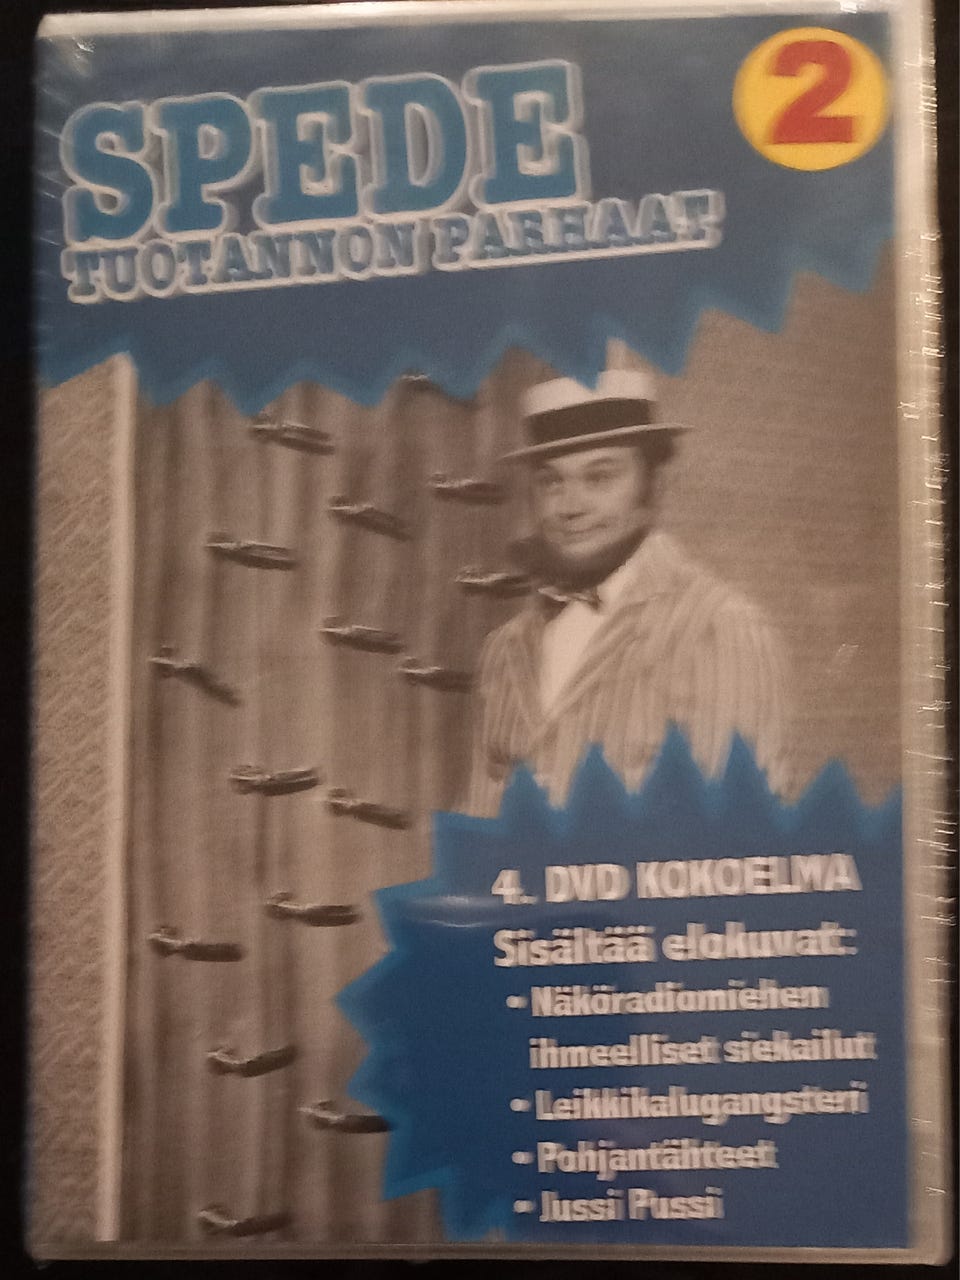 2
SPEDE
TUOTANNON PARHAAT
4. DVD KOKOELMA
Sisältää elokuvat:
• Näköradiomiehen
ihmeelliset siekailut
• Leikkikalugangsteri
• Pohjantähteet
• Jussi Pussi